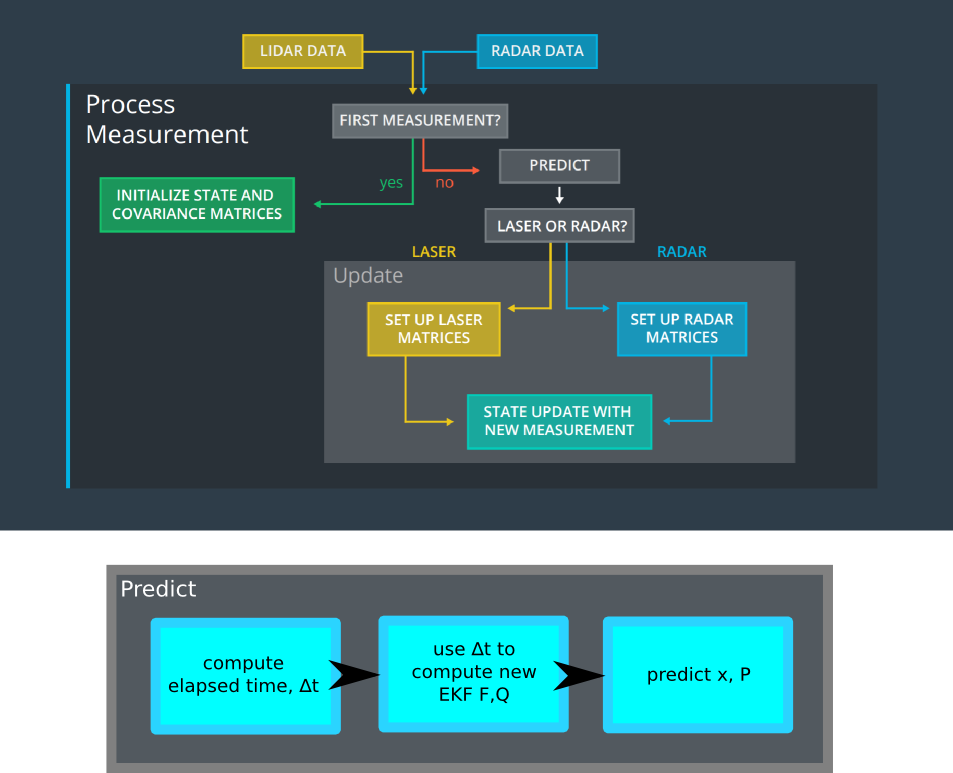 LIDAR DATA
RADAR DATA
Process
Measurement
FIRST MEASUREMENT?
yes
no
PREDICT
INITIALIZE STATE AND
COVARIANCE MATRICES
LASER OR RADAR?
LASER
RADAR
Update
SET UP LASER
MATRICES
SET UP RADAR
MATRICES
STATE UPDATE WITH
NEW MEASUREMENT
Predict
compute
elapsed time, Δt
use Δt to
compute new
EKF F,Q
predict x, P